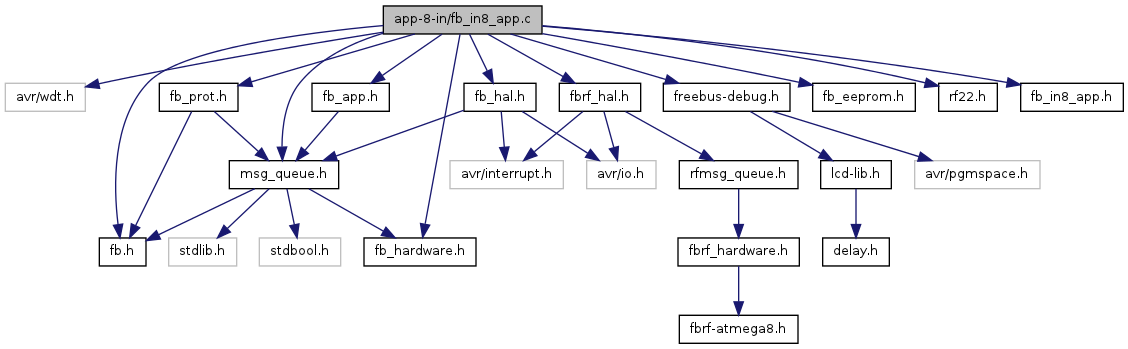 app-8-in/fb_in8_app.c
avr/wdt.h
fb_prot.h
fb_app.h
fb_hal.h
fbrf_hal.h
freebus-debug.h
fb_eeprom.h
rf22.h
fb_in8_app.h
msg_queue.h
avr/interrupt.h
avr/io.h
rfmsg_queue.h
lcd-lib.h
avr/pgmspace.h
fb.h
stdlib.h
stdbool.h
fb_hardware.h
fbrf_hardware.h
delay.h
fbrf-atmega8.h